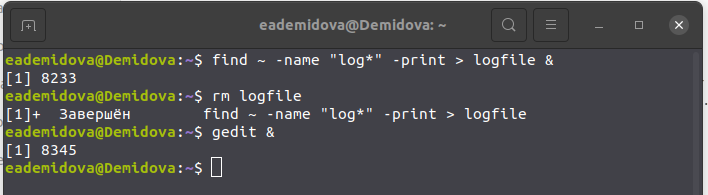 eademidova@Demidova: ~
eademidova@Demidova:~$ find ~ -name "log*" -print > logfile &
[1] 8233
eademidova@Demidova:~$ rm logfile
[1]+  Завершён        find ~ -name "log*" -print > logfile
eademidova@Demidova:~$ gedit &
[1] 8345
eademidova@Demidova:~$